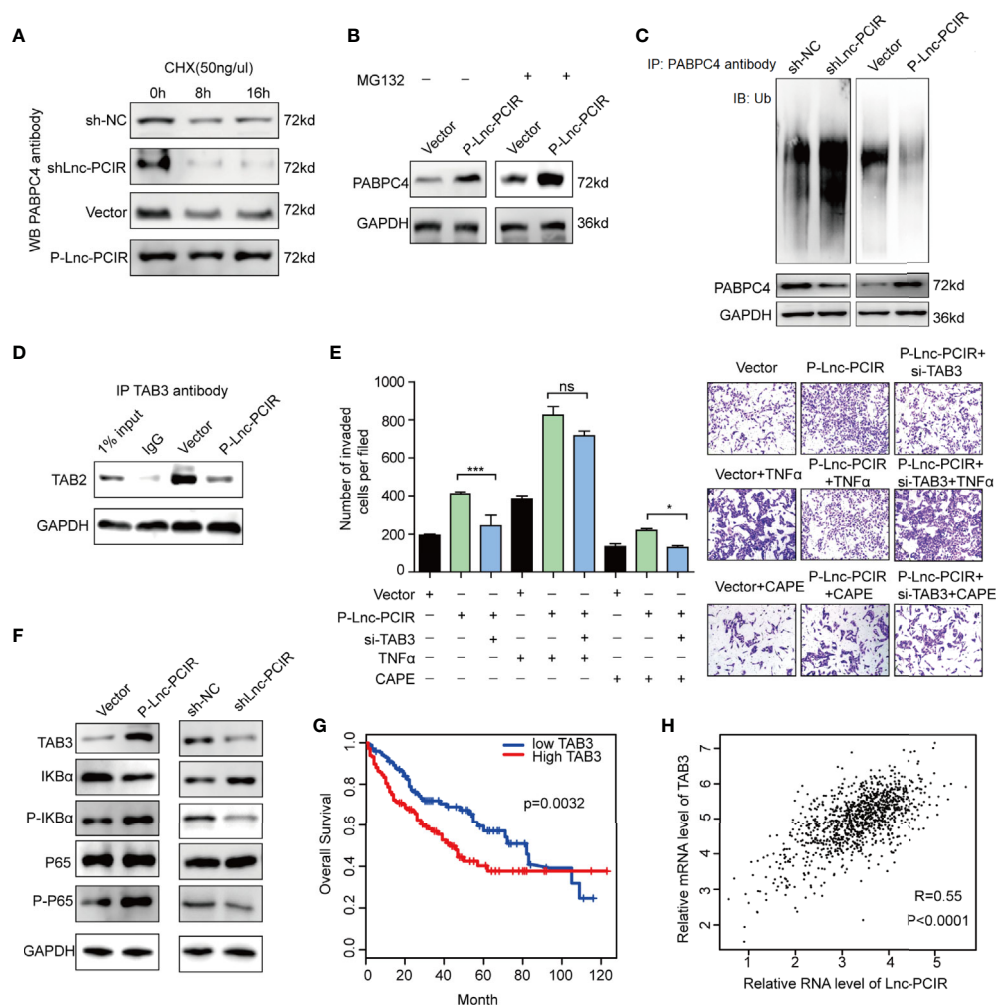 A
CHX(50ng/ul)
0h 8h 16h
WB PABPC4 antibody
sh-NC 72kd
shLnc-PCIR 72kd
Vector 72kd
P-Lnc-PCIR 72kd
B
MG132 – – + +
Vector P-Lnc-PCIR Vector P-Lnc-PCIR
PABPC4 72kd
GAPDH 36kd
C
IP: PABPC4 antibody
sh-NC shLnc-PCIR Vector P-Lnc-PCIR
IB: Ub
PABPC4 72kd
GAPDH 36kd
D
IP TAB3 antibody
1% input IgG Vector P-Lnc-PCIR
TAB2
GAPDH
E
Number of invaded
cells per filed
1000
800
600
400
200
0
*** ns *
Vector + – – + – – + – –
P-Lnc-PCIR – + + – + + – + +
si-TAB3 – – + – – + – – +
TNFα – – – + + + – – –
CAPE – – – – – – + + +
Vector P-Lnc-PCIR P-Lnc-PCIR+
si-TAB3
Vector+TNFα P-Lnc-PCIR
+TNFα P-Lnc-PCIR+
si-TAB3+TNFα
Vector+CAPE P-Lnc-PCIR
+CAPE P-Lnc-PCIR+
si-TAB3+CAPE
F
Vector P-Lnc-PCIR sh-NC shLnc-PCIR
TAB3
IKBα
P-IKBα
P65
P-P65
GAPDH
G
Overall Survival
1.0
0.8
0.6
0.4
0.2
0.0
low TAB3
High TAB3
p=0.0032
0 20 40 60 80 100 120
Month
H
Relative mRNA level of TAB3
7
6
5
4
3
2
R=0.55
P<0.0001
1 2 3 4 5
Relative RNA level of Lnc-PCIR